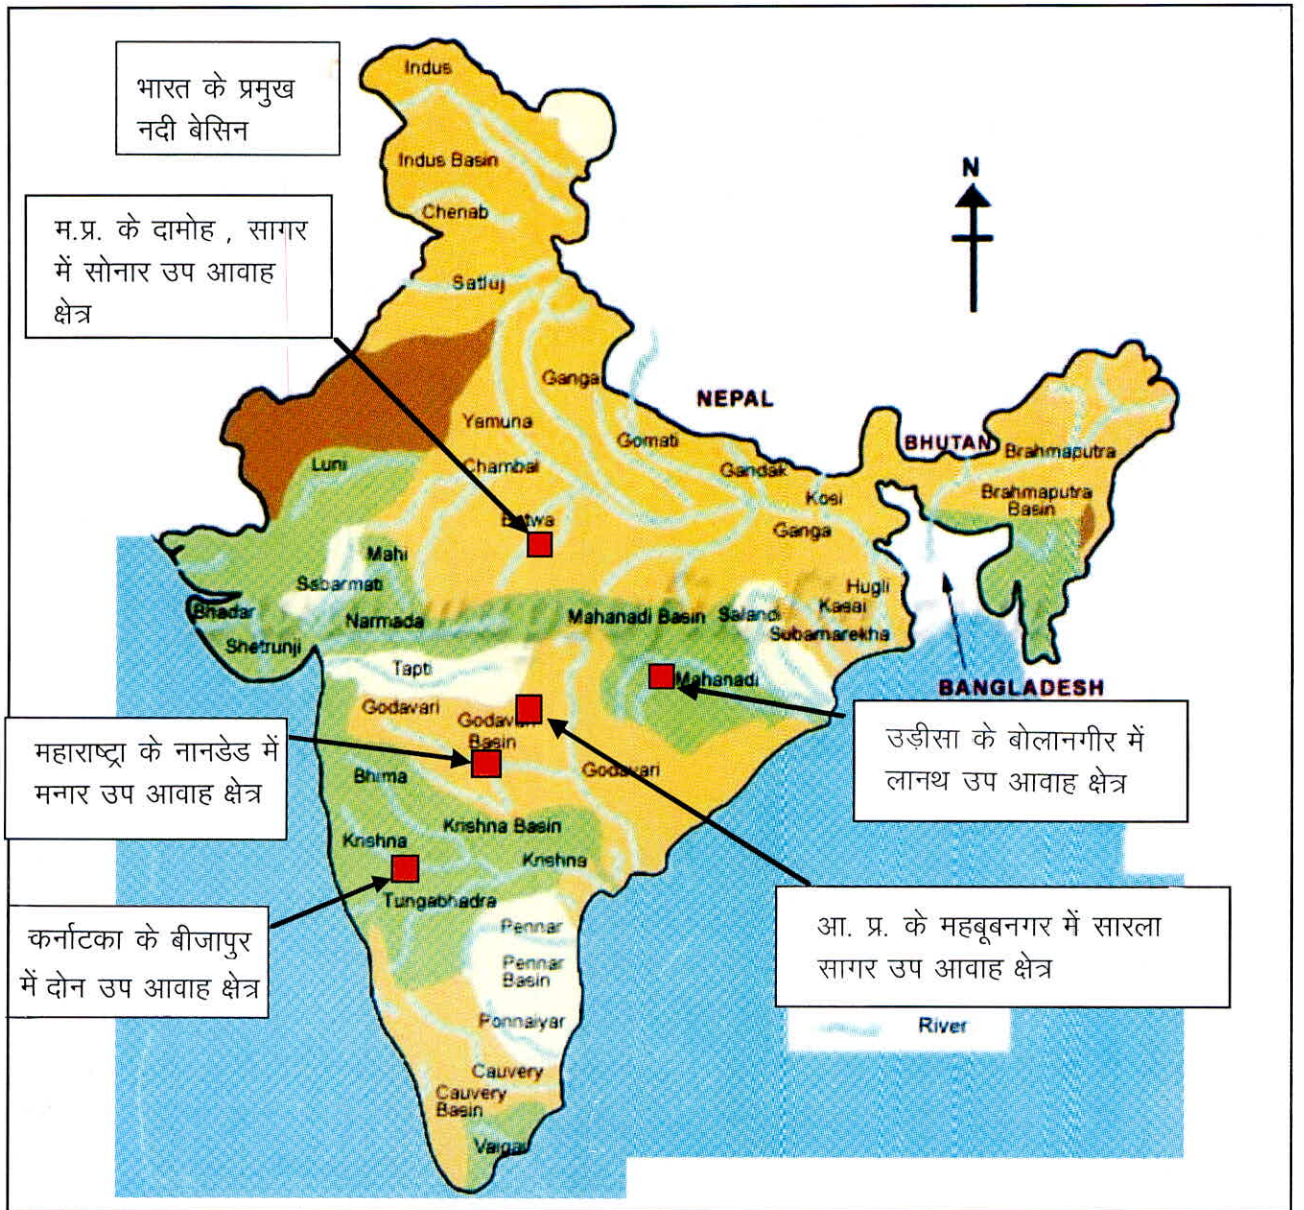 भारत के प्रमुख
नदी बेसिन
म.प्र. के दामोह , सागर
में सोनार उप आवाह
क्षेत्र
N
Indus
Indus Basin
Chenab
Satluj
Ganga
NEPAL
Yamuna
Gomati
BHUTAN
Brahmaputra
Luni
Chambal
Gandak
Kosi
Brahmaputra
Basin
Ganga
Mahi
Sabarmati
Hugli
Kasai
Bhadar
Narmada
Mahanadi Basin
Salandi
Subarnarekha
Shetrunji
Tapti
Mahanadi
BANGLADESH
Godavari
Basin
महाराष्ट्रा के नानडेड में
मनार उप आवाह क्षेत्र
Bhima
Godavari
उड़ीसा के बोलानगीर में
लानथ उप आवाह क्षेत्र
Krishna Basin
Krishna
Krishna
Tungabhadra
कर्नाटका के बीजापुर
में दोन उप आवाह क्षेत्र
Pennar
Pennar
Basin
आ. प्र. के महबूबनगर में सारला
सागर उप आवाह क्षेत्र
Ponnaiyar
River
Cauvery
Cauvery
Basin
Vaigai